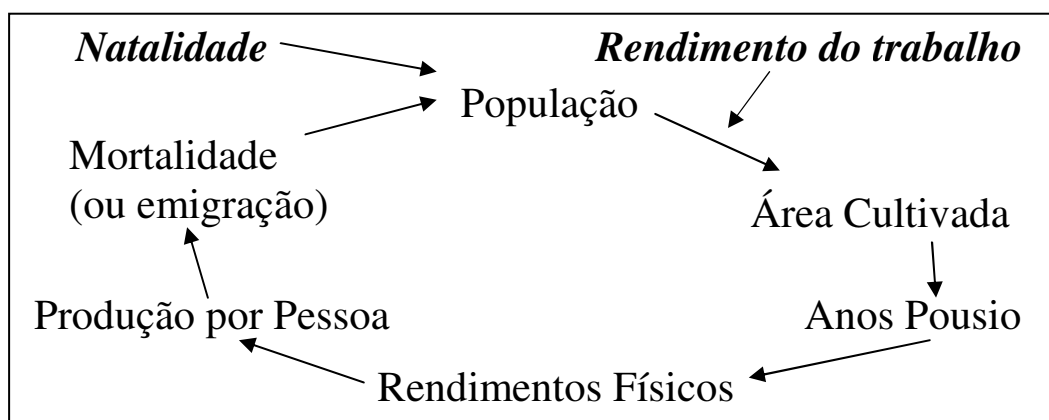 Natalidade
Rendimento do trabalho
População
Mortalidade
(ou emigração)
Área Cultivada
Produção por Pessoa
Anos Pousio
Rendimentos Físicos